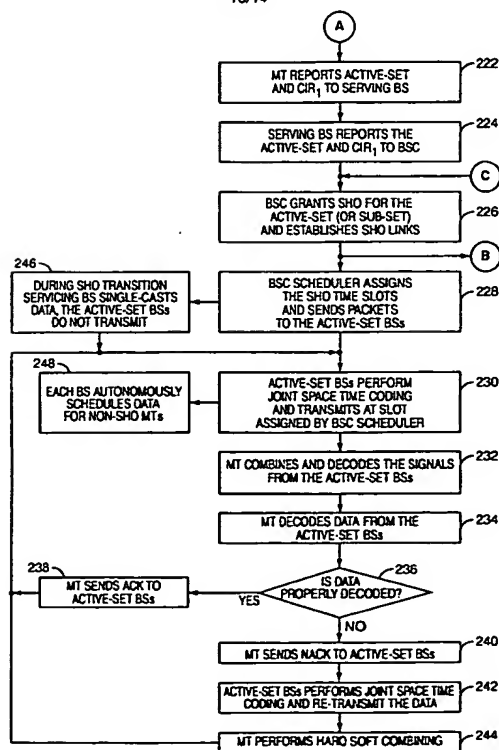 A
MT REPORTS ACTIVE-SET
AND CIR1 TO SERVING BS
222
SERVING BS REPORTS THE
ACTIVE-SET AND CIR1 TO BSC
224
C
BSC GRANTS SHO FOR THE
ACTIVE-SET (OR SUB-SET)
AND ESTABLISHES SHO LINKS
226
B
246
DURING SHO TRANSITION
SERVICING BS SINGLE-CASTS
DATA, THE ACTIVE-SET BSs
DO NOT TRANSMIT
BSC SCHEDULER ASSIGNS
THE SHO TIME SLOTS
AND SENDS PACKETS
TO THE ACTIVE-SET BSs
228
248
EACH BS AUTONOMOUSLY
SCHEDULES DATA
FOR NON-SHO MTs
ACTIVE-SET BSs PERFORM
JOINT SPACE TIME CODING
AND TRANSMITS AT SLOT
ASSIGNED BY BSC SCHEDULER
230
MT COMBINES AND DECODES THE SIGNALS
FROM THE ACTIVE-SET BSs
232
MT DECODES DATA FROM THE
ACTIVE-SET BSs
234
238
MT SENDS ACK TO
ACTIVE-SET BSs
YES
IS DATA
PROPERLY DECODED?
236
NO
MT SENDS NACK TO ACTIVE-SET BSs
240
ACTIVE-SET BSs PERFORMS JOINT SPACE TIME
CODING AND RE-TRANSMIT THE DATA
242
MT PERFORMS HARQ SOFT COMBINING
244